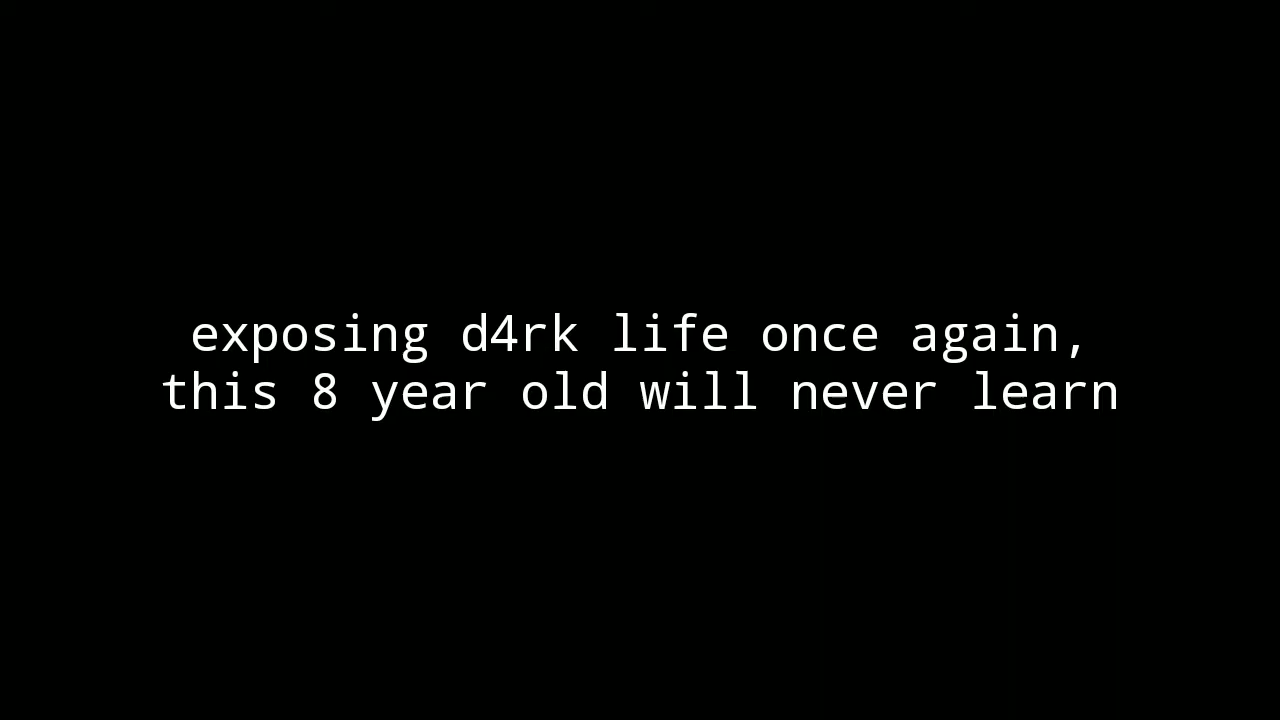 exposing d4rk life once again,
this 8 year old will never learn